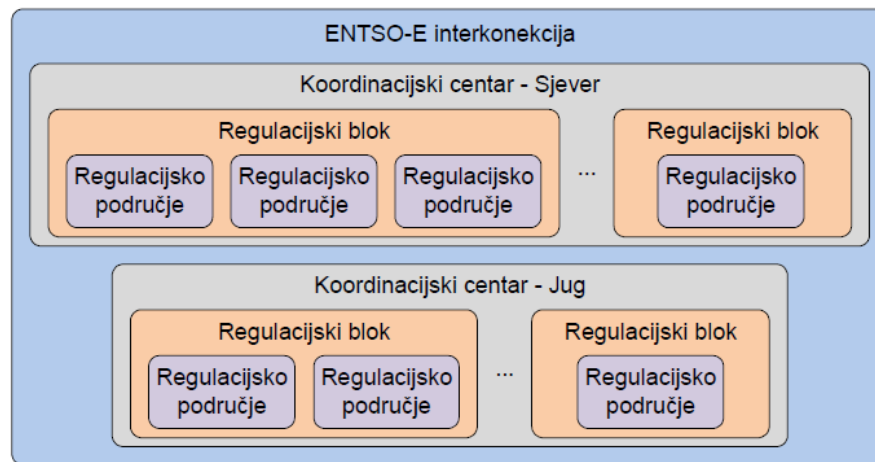 ENTSO-E interkonekcija
Koordinacijski centar - Sjever
Regulacijski blok
Regulacijsko
područje
Regulacijsko
područje
Regulacijsko
područje
...
Regulacijski blok
Regulacijsko
područje
Koordinacijski centar - Jug
Regulacijski blok
Regulacijsko
područje
Regulacijsko
područje
...
Regulacijski blok
Regulacijsko
područje